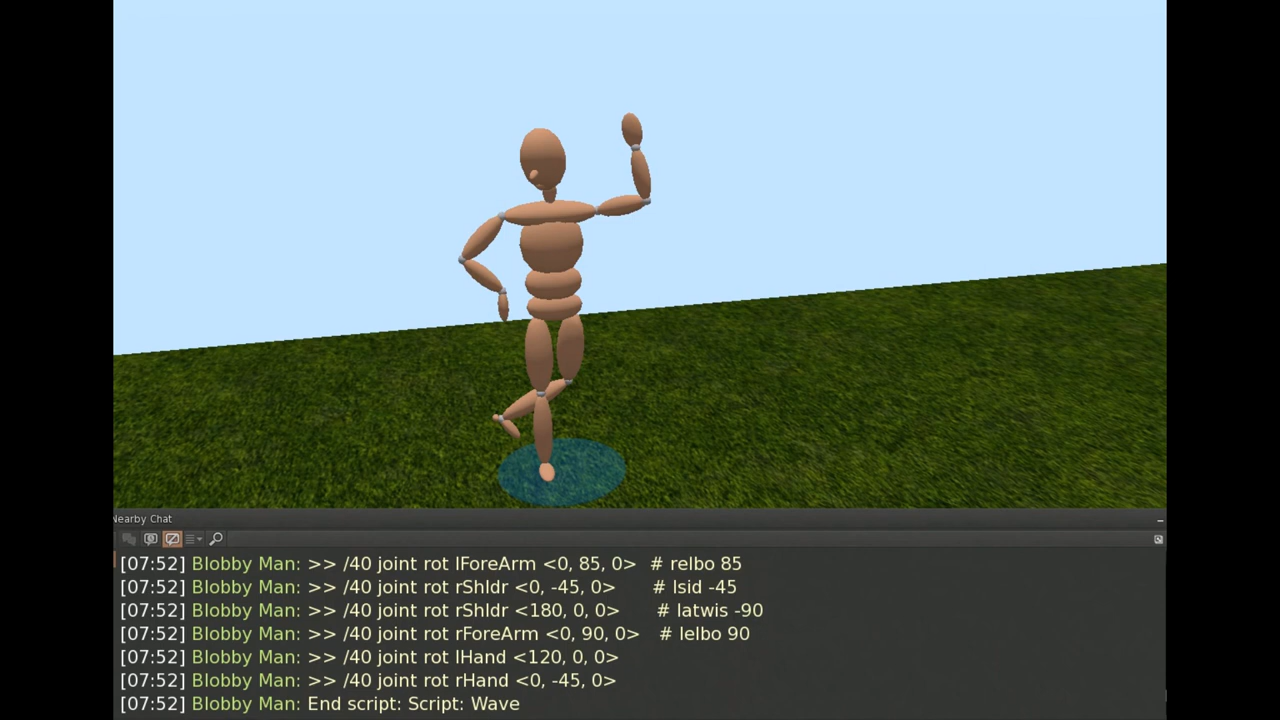 Nearby Chat
[07:52] Blobby Man: >> /40 joint rot lForeArm <0, 85, 0> # relbo 85
[07:52] Blobby Man: >> /40 joint rot rShldr <0, -45, 0> # lsid -45
[07:52] Blobby Man: >> /40 joint rot rShldr <180, 0, 0> # latwis -90
[07:52] Blobby Man: >> /40 joint rot rForeArm <0, 90, 0> # lelbo 90
[07:52] Blobby Man: >> /40 joint rot lHand <120, 0, 0>
[07:52] Blobby Man: >> /40 joint rot rHand <0, -45, 0>
[07:52] Blobby Man: End script: Script: Wave